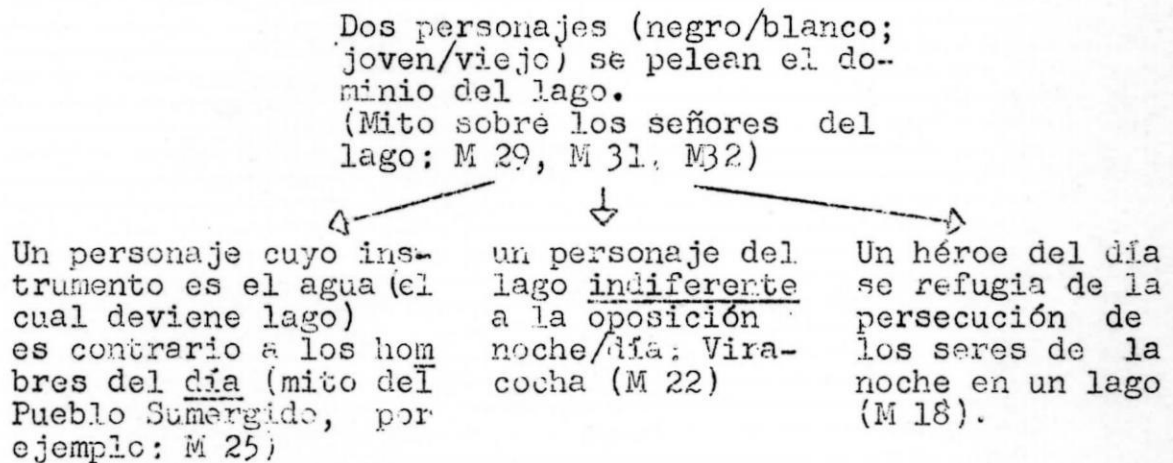 Dos personajes (negro/blanco;
joven/viejo) se pelean el do-
minio del lago.
(Mito sobre los señores del
lago: M 29, M 31, M32)
Un personaje cuyo ins-
trumento es el agua (el
cual deviene lago)
es contrario a los hom
bres del día (mito del
Pueblo Sumergido, por
ejemplo: M 25)
un personaje del
lago indiferente
a la oposición
noche/día: Vira-
cocha (M 22)
Un héroe del día
se refugia de la
persecución de
los seres de la
noche en un lago
(M 18).